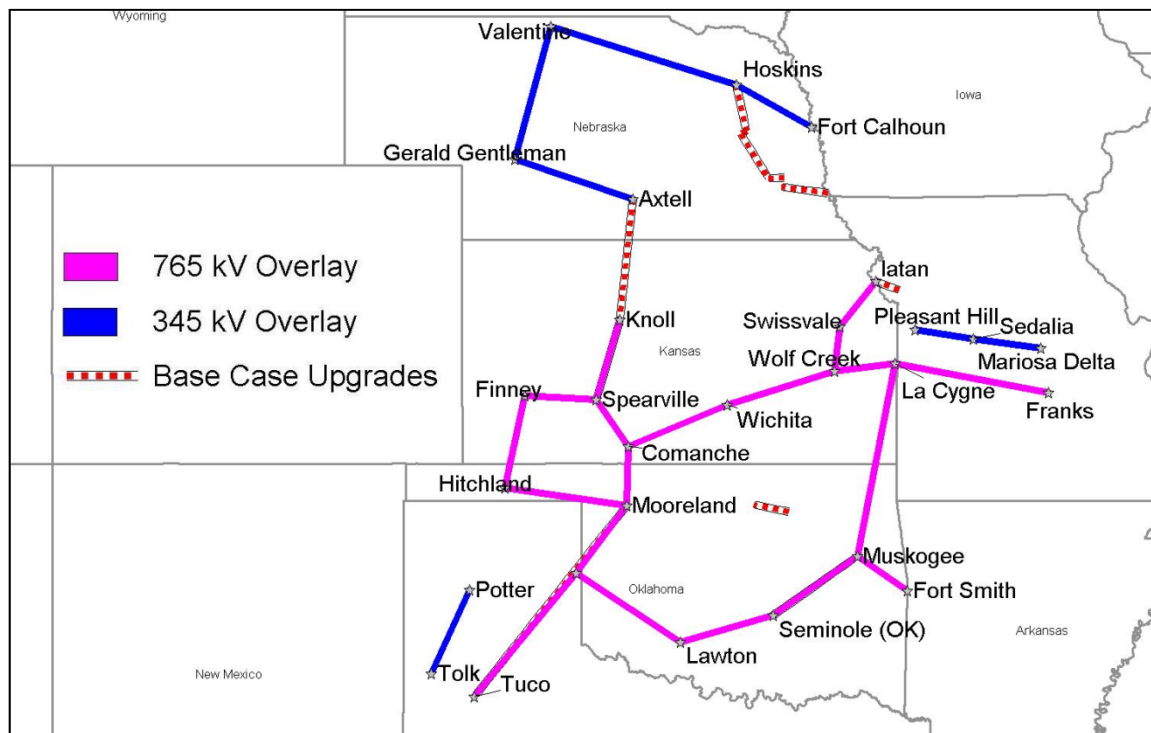 Wyoming
Valentine
Hoskins
Iowa
Nebraska
Fort Calhoun
Gerald Gentleman
Axtell
765 kV Overlay
345 kV Overlay
Base Case Upgrades
Iatan
Swissvale
Pleasant Hill
Sedalia
Knoll
Kansas
Wolf Creek
Mariosa Delta
Finney
Spearville
La Cygne
Franks
Wichita
Comanche
Hitchland
Mooreland
Muskogee
Potter
Oklahoma
Fort Smith
Seminole (OK)
Arkansas
Lawton
New Mexico
Tolk
Tuco